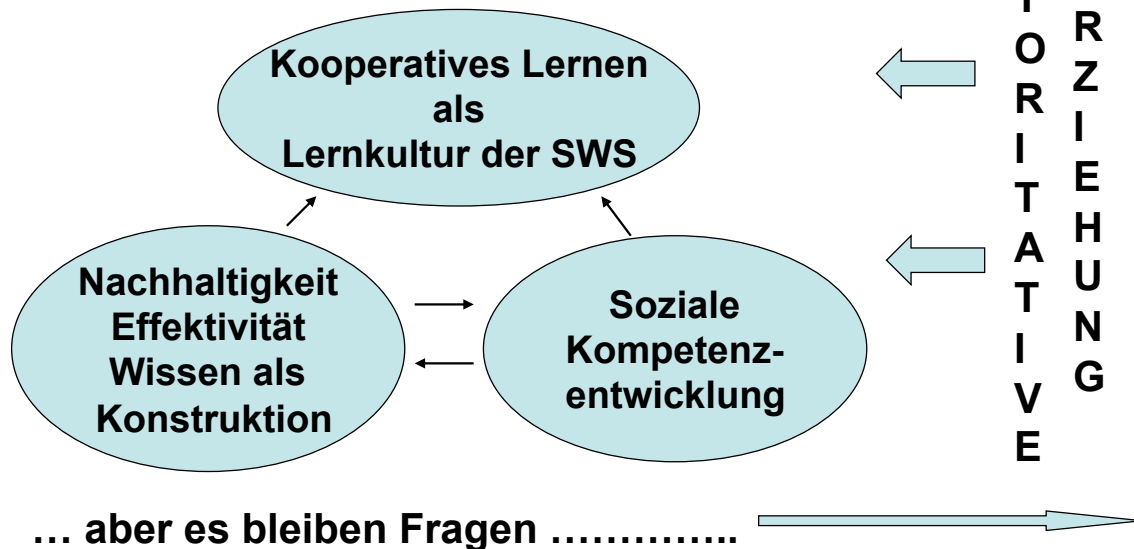 Kooperatives Lernen
als
Lernkultur der SWS
Nachhaltigkeit
Effektivität
Wissen als
Konstruktion
Soziale
Kompetenz-
entwicklung
ORITATIVE
RZIEHUNG
... aber es bleiben Fragen …………..